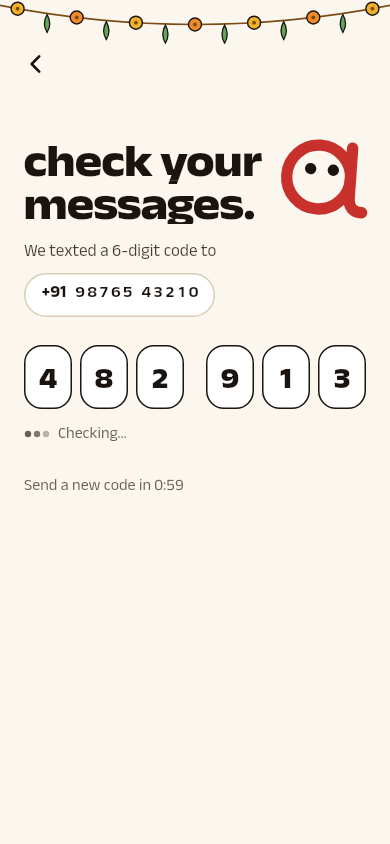 check your
messages.
We texted a 6-digit code to
+91 98765 43210
4 8 2 9 1 3
Checking...
Send a new code in 0:59